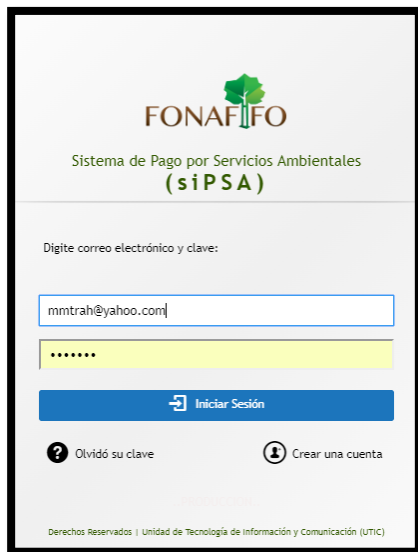 FONAFIFO
Sistema de Pago por Servicios Ambientales
(siPSA)
Digite correo electrónico y clave:
mmtrah@yahoo.com
•••••••
Iniciar Sesión
Olvidó su clave
Crear una cuenta
Derechos Reservados | Unidad de Tecnología de Información y Comunicación (UTIC)